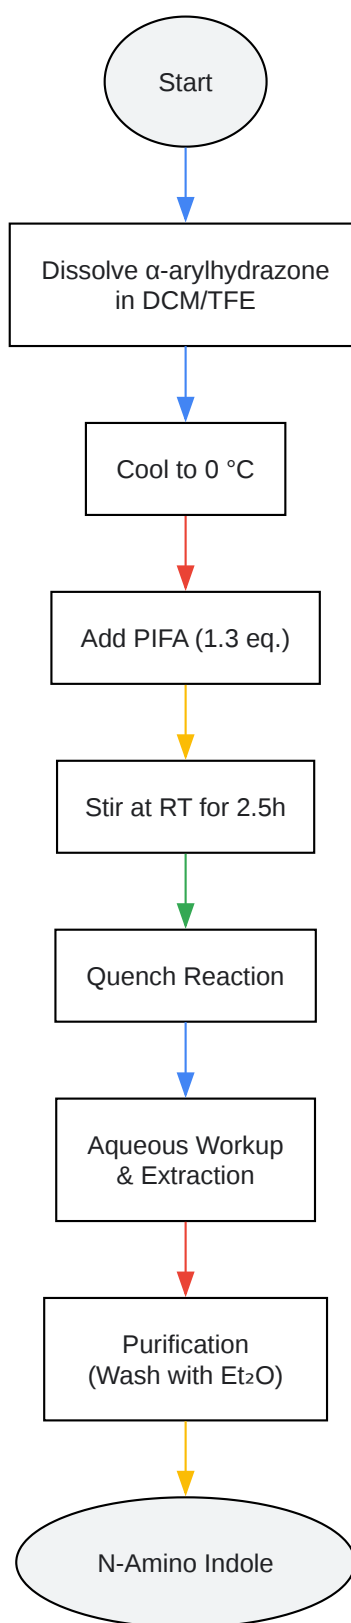 Start
Dissolve α-arylhydrazone
in DCM/TFE
Cool to 0 °C
Add PIFA (1.3 eq.)
Stir at RT for 2.5h
Quench Reaction
Aqueous Workup
& Extraction
Purification
(Wash with Et₂O)
N-Amino Indole